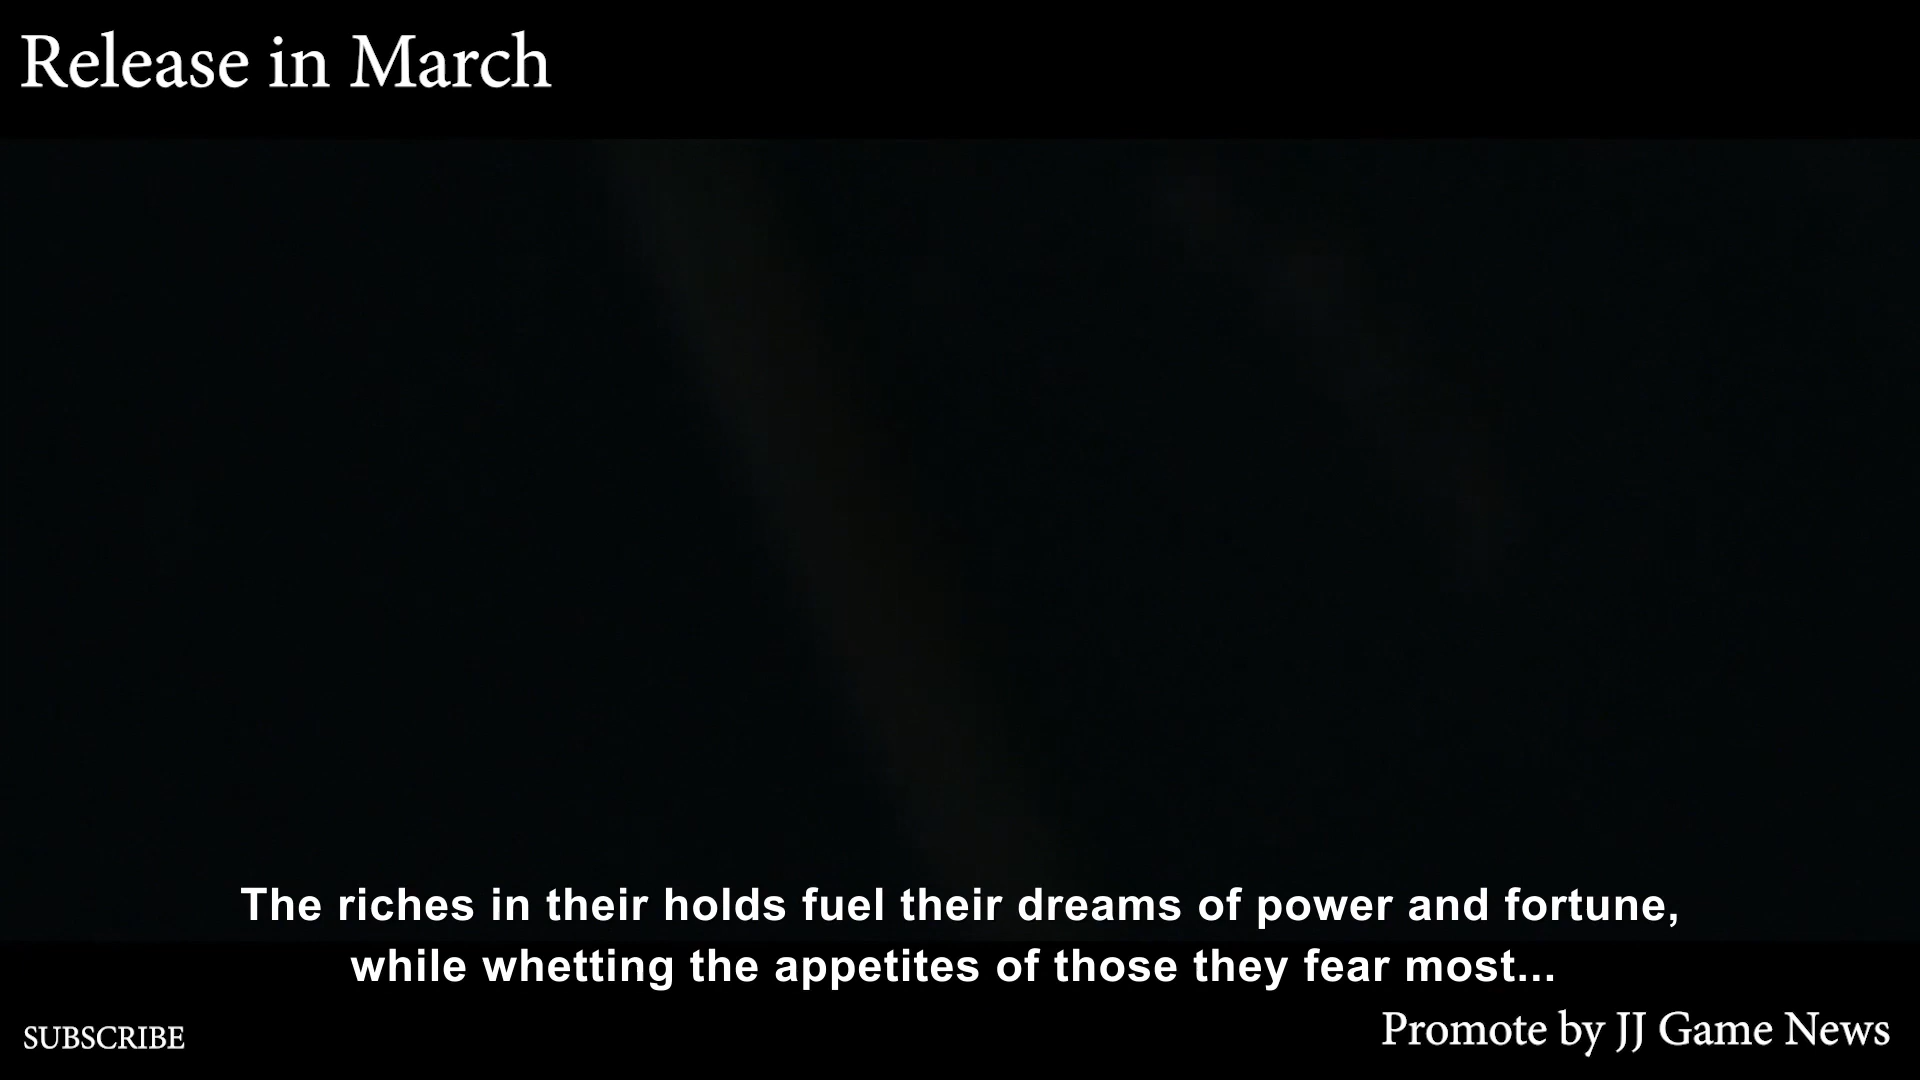 Release in March
The riches in their holds fuel their dreams of power and fortune,
while whetting the appetites of those they fear most...
SUBSCRIBE
Promote by JJ Game News